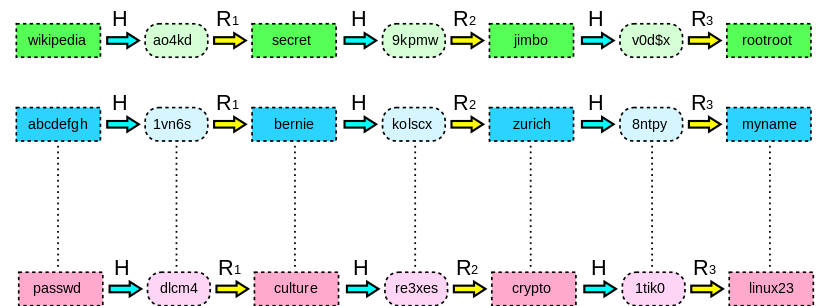 H R1 H R2 H R3
wikipedia ao4kd secret 9kpmw jimbo v0d$x rootroot
H R1 H R2 H R3
abcdefgh 1vn6s bernie kolscx zurich 8ntpy myname
H R1 H R2 H R3
passwd dlcm4 culture re3xes crypto 1tik0 linux23